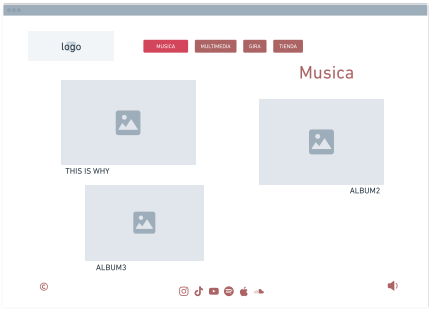 logo
MUSICA MULTIMEDIA GIRA TIENDA
Musica
THIS IS WHY
ALBUM2
ALBUM3
©